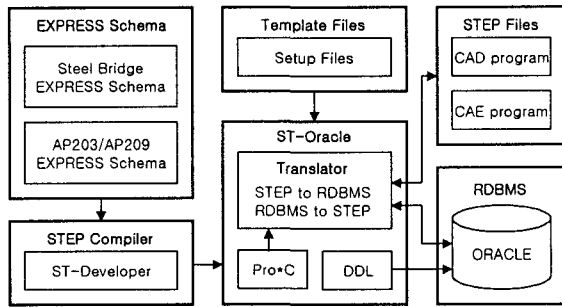 EXPRESS Schema
Steel Bridge
EXPRESS Schema
AP203/AP209
EXPRESS Schema
STEP Compiler
ST-Developer
Template Files
Setup Files
ST-Oracle
Translator
STEP to RDBMS
RDBMS to STEP
Pro*C
DDL
STEP Files
CAD program
CAE program
RDBMS
ORACLE